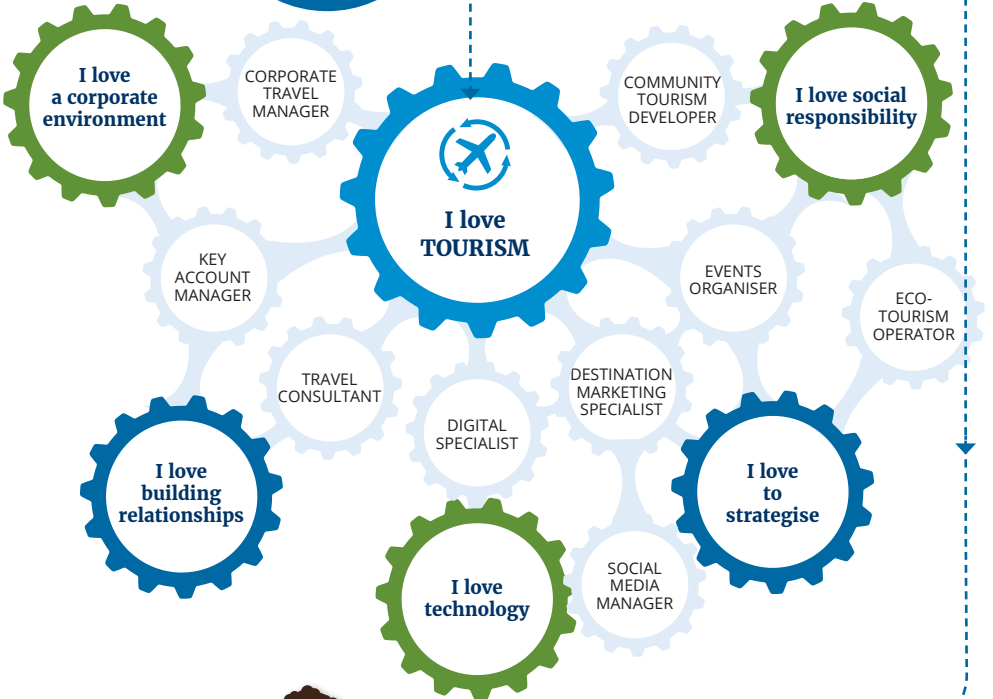 I love
a corporate
environment
CORPORATE
TRAVEL
MANAGER
I love
TOURISM
COMMUNITY
TOURISM
DEVELOPER
I love social
responsibility
KEY
ACCOUNT
MANAGER
EVENTS
ORGANISER
ECO-
TOURISM
OPERATOR
TRAVEL
CONSULTANT
DIGITAL
SPECIALIST
DESTINATION
MARKETING
SPECIALIST
I love
building
relationships
I love
to
strategise
I love
technology
SOCIAL
MEDIA
MANAGER